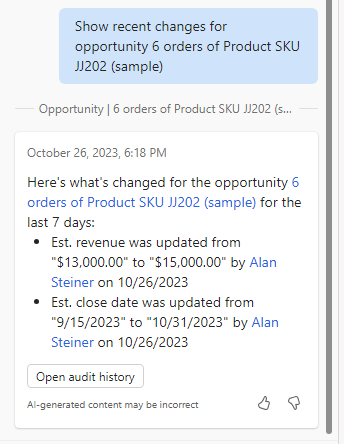 Show recent changes for
opportunity 6 orders of Product SKU
JJ202 (sample)
Opportunity | 6 orders of Product SKU JJ202 (s...
October 26, 2023, 6:18 PM
Here's what's changed for the opportunity 6
orders of Product SKU JJ202 (sample) for the
last 7 days:
• Est. revenue was updated from
"$13,000.00" to "$15,000.00" by Alan
Steiner on 10/26/2023
• Est. close date was updated from
"9/15/2023" to "10/31/2023" by Alan
Steiner on 10/26/2023
Open audit history
AI-generated content may be incorrect